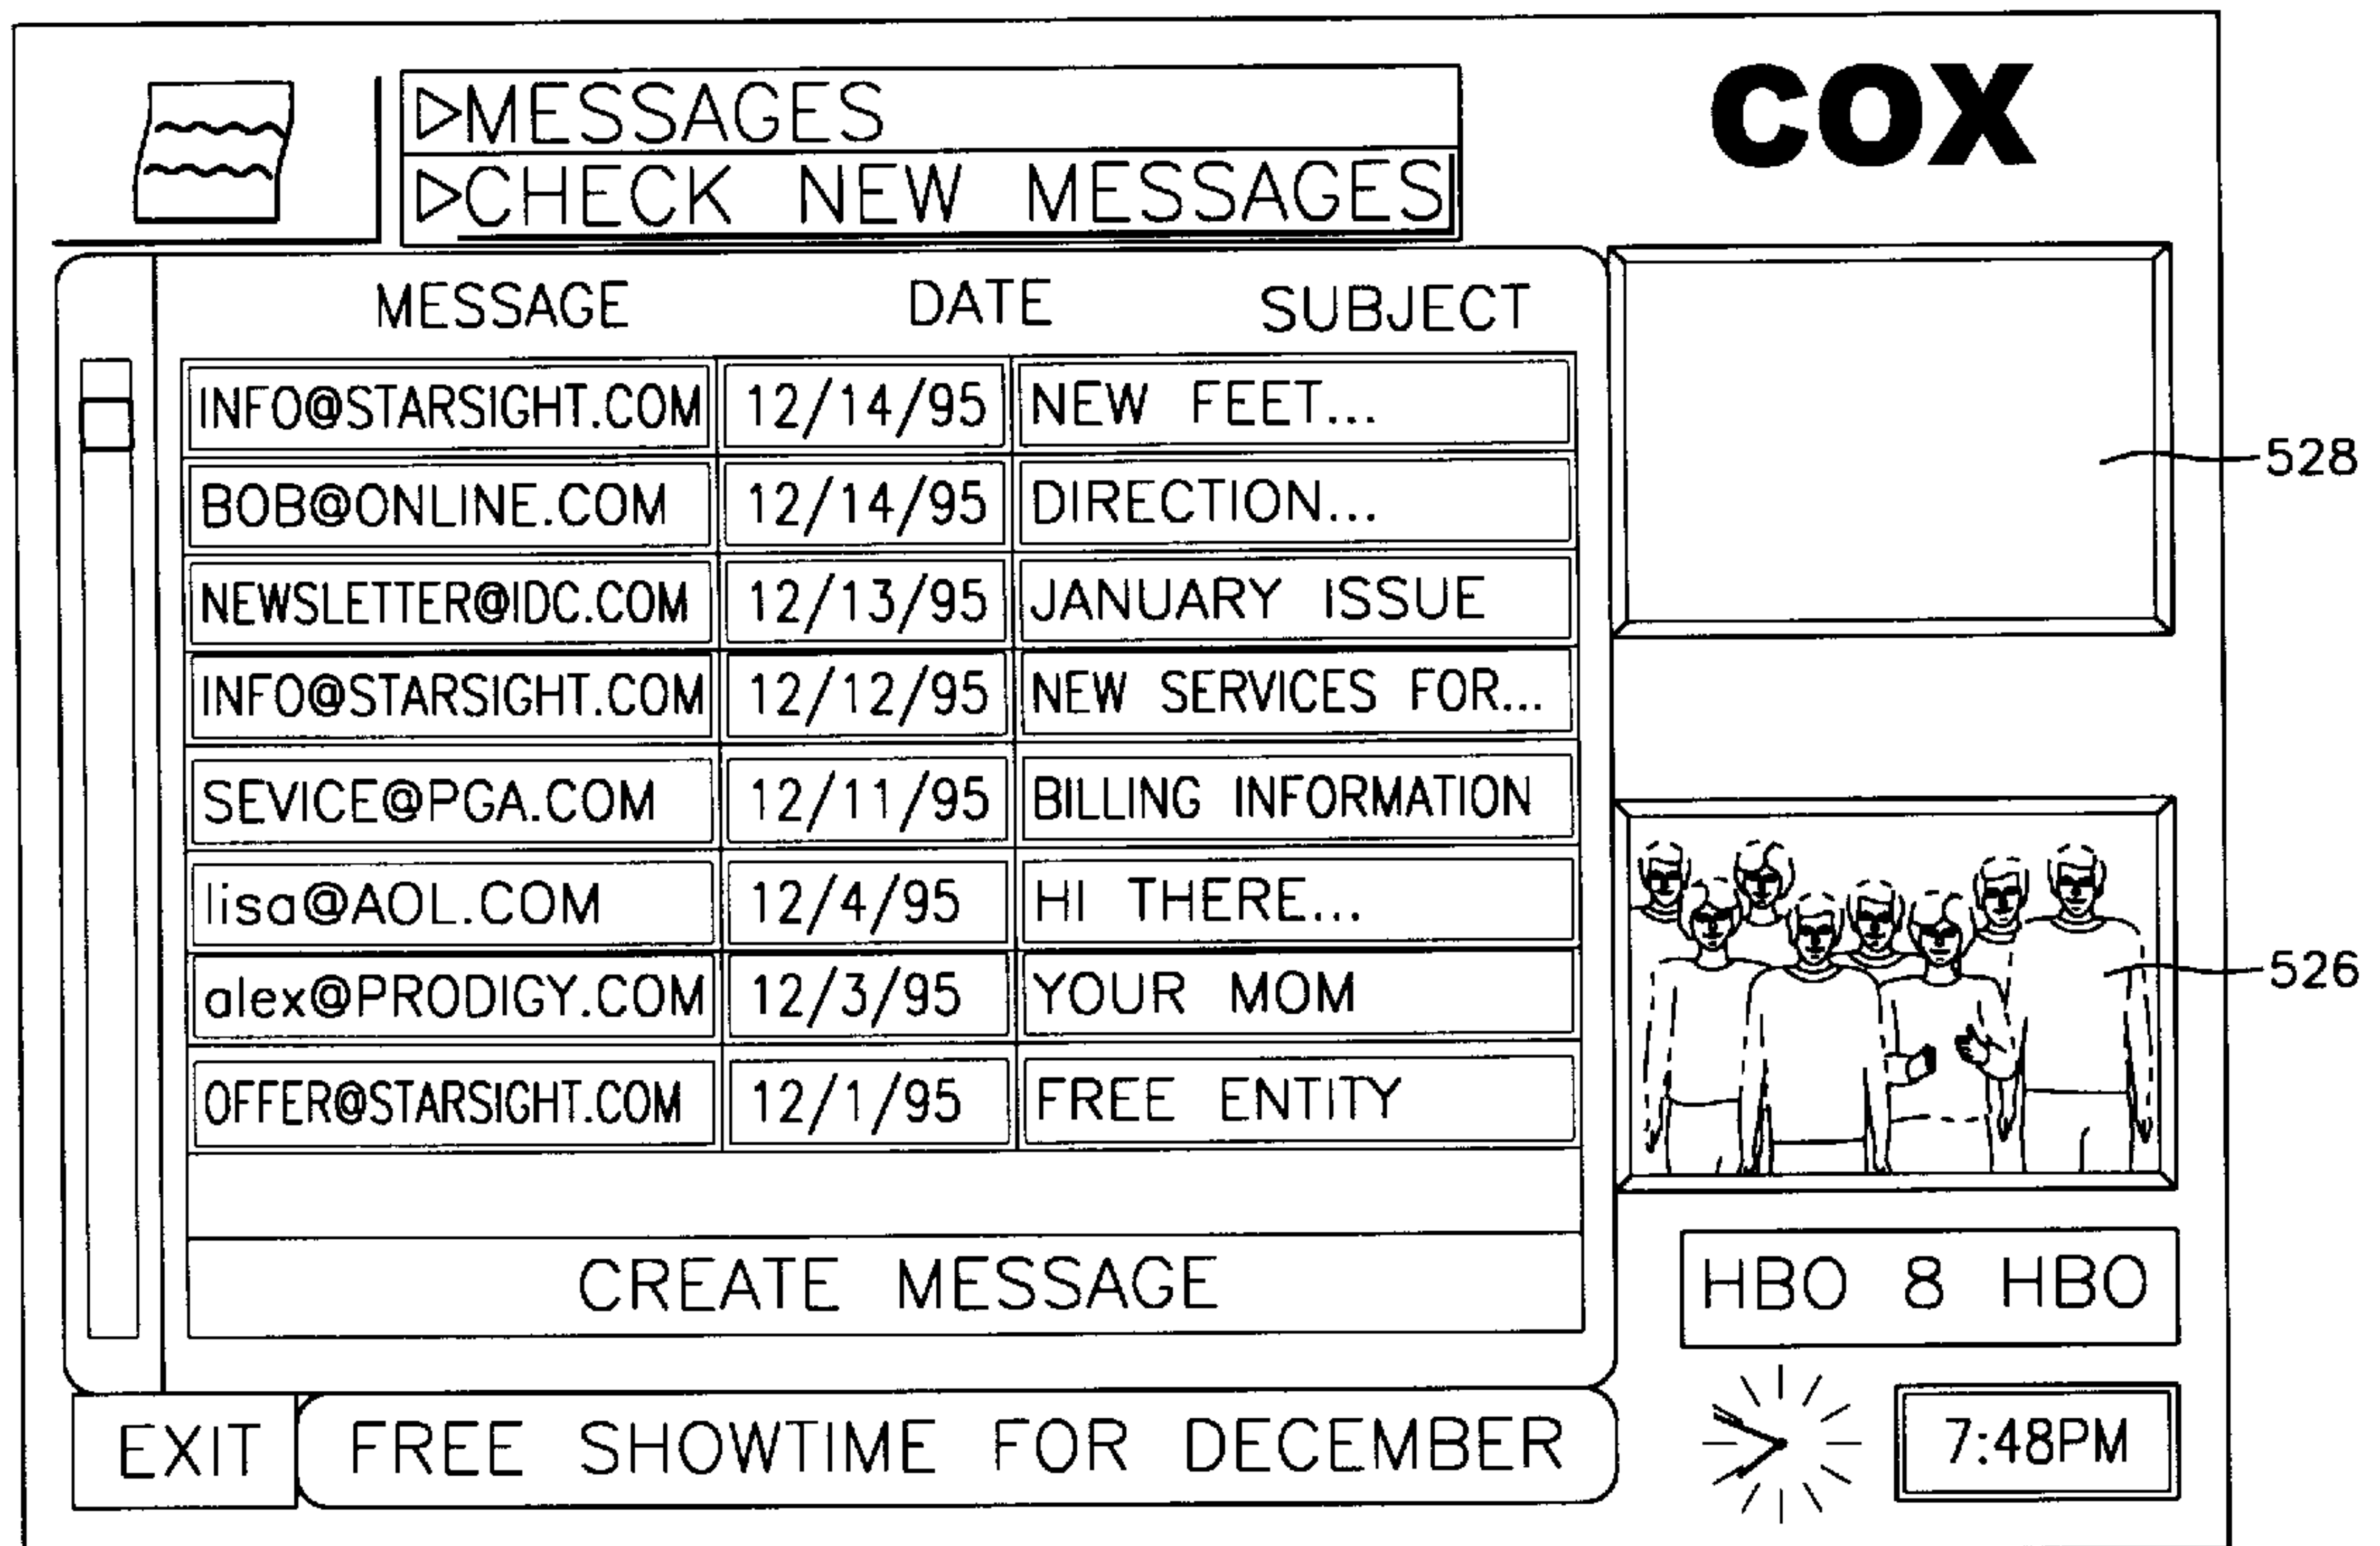 ▷MESSAGES
COX
▷CHECK NEW MESSAGES
MESSAGE DATE SUBJECT
INFO@STARSIGHT.COM 12/14/95 NEW FEET...
528
BOB@ONLINE.COM 12/14/95 DIRECTION...
NEWSLETTER@IDC.COM 12/13/95 JANUARY ISSUE
INFO@STARSIGHT.COM 12/12/95 NEW SERVICES FOR...
SEVICE@PGA.COM 12/11/95 BILLING INFORMATION
lisa@AOL.COM 12/4/95 HI THERE...
alex@PRODIGY.COM 12/3/95 YOUR MOM
526
OFFER@STARSIGHT.COM 12/1/95 FREE ENTITY
CREATE MESSAGE
HBO 8 HBO
EXIT FREE SHOWTIME FOR DECEMBER
7:48PM